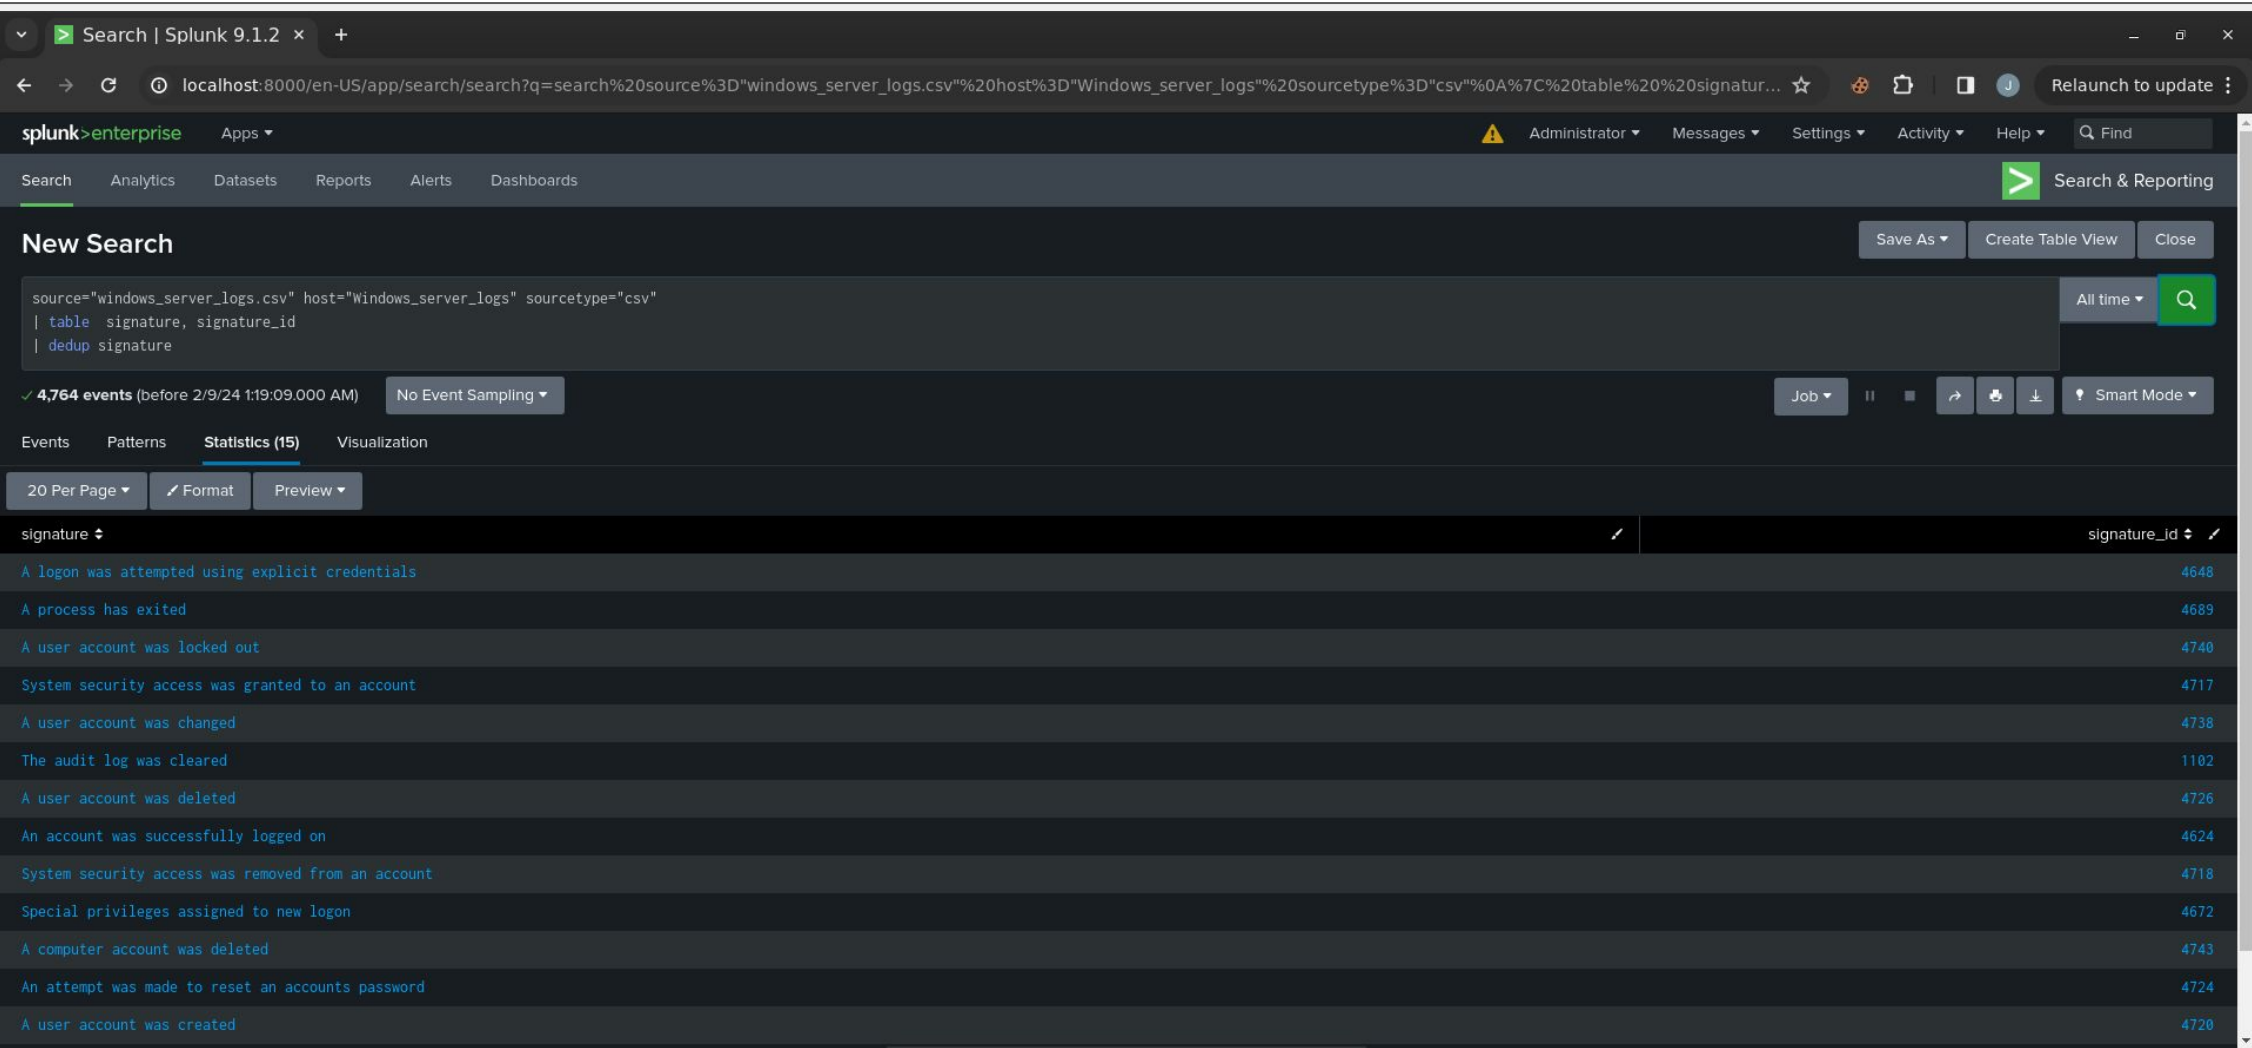 Search | Splunk 9.1.2
localhost:8000/en-US/app/search/search?q=search%20source%3D"windows_server_logs.csv"%20host%3D"Windows_server_logs"%20sourcetype%3D"csv"%0A%7C%20table%20%20signatur...
J
Relaunch to update
splunk>enterprise Apps
Administrator Messages Settings Activity Help Find
Search Analytics Datasets Reports Alerts Dashboards
Search & Reporting
New Search
Save As Create Table View Close
source="windows_server_logs.csv" host="Windows_server_logs" sourcetype="csv"
| table  signature, signature_id
| dedup signature
All time
4,764 events (before 2/9/24 1:19:09.000 AM) No Event Sampling
Job Smart Mode
Events Patterns Statistics (15) Visualization
20 Per Page Format Preview
signature signature_id
A logon was attempted using explicit credentials 4648
A process has exited 4689
A user account was locked out 4740
System security access was granted to an account 4717
A user account was changed 4738
The audit log was cleared 1102
A user account was deleted 4726
An account was successfully logged on 4624
System security access was removed from an account 4718
Special privileges assigned to new logon 4672
A computer account was deleted 4743
An attempt was made to reset an accounts password 4724
A user account was created 4720